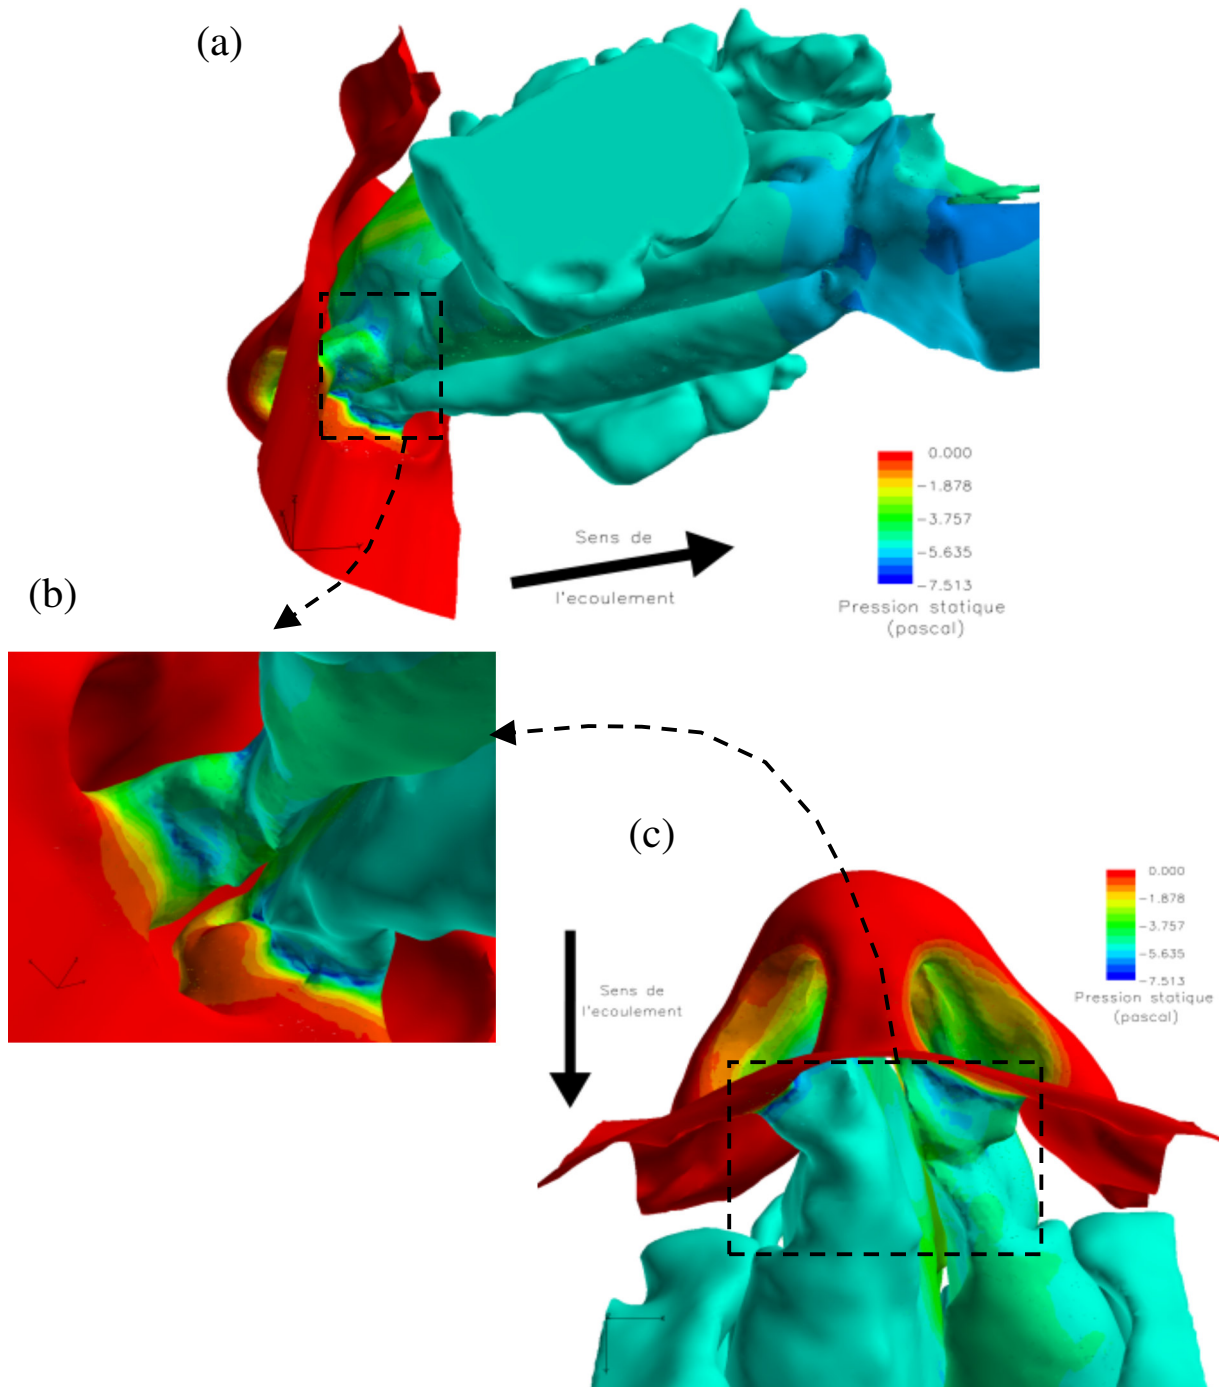 (a)
0.000
-1.878
-3.757
-5.635
-7.513
Pression statique
(pascal)
Sens de
l'ecoulement
(b)
(c)
0.000
-1.878
-3.757
-5.635
-7.513
Pression statique
(pascal)
Sens de
l'ecoulement